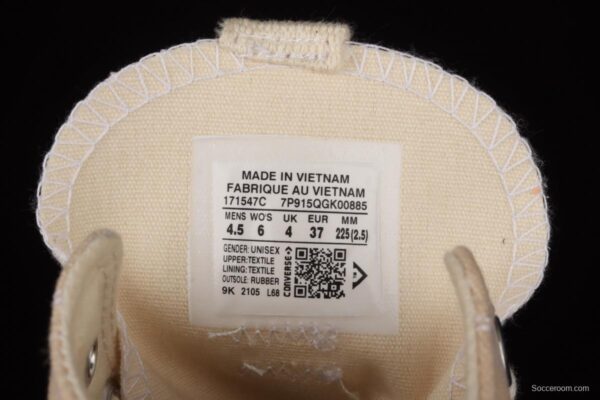 MADE IN VIETNAM
FABRIQUE AU VIETNAM
171547C 7P915QGK00885
MENS WO'S UK EUR MM
4.5 6 4 37 225(2.5)
GENDER: UNISEX
UPPER:TEXTILE
LINING:TEXTILE
OUTSOLE: RUBBER
9K 2105 L68
CONVERSE
Soccerroom.com